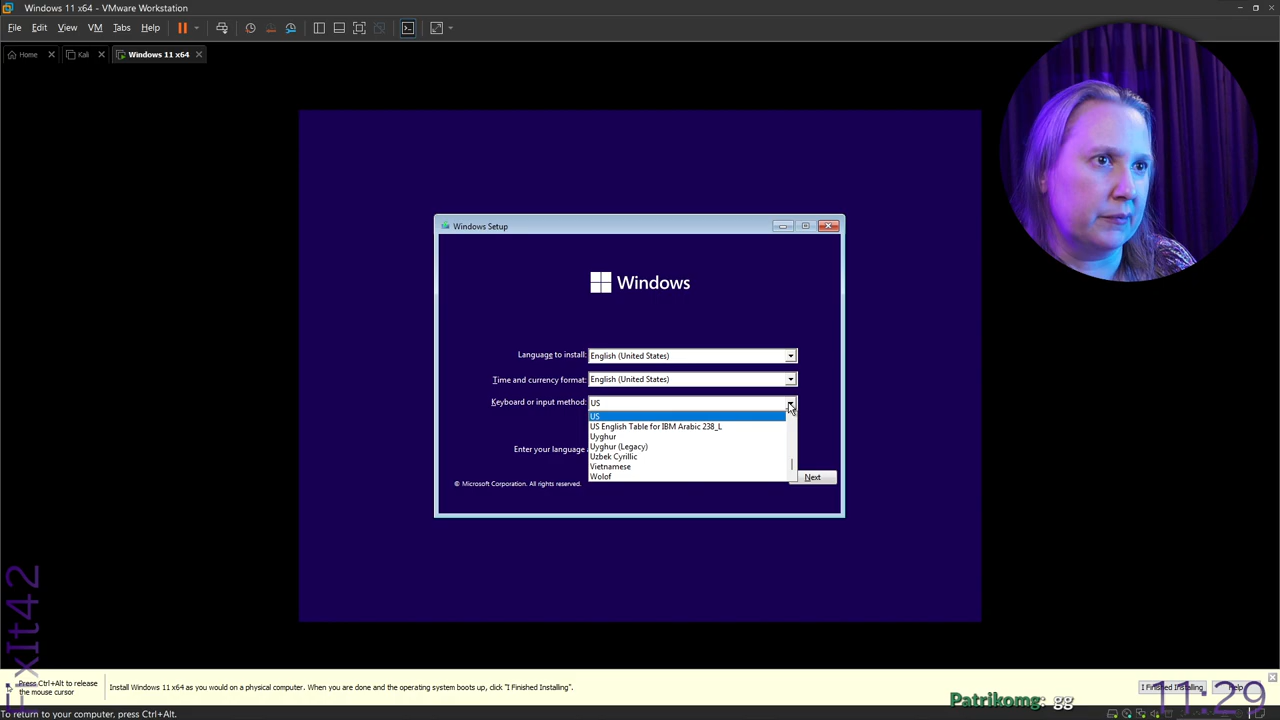 Windows 11 x64 - VMware Workstation
File Edit View VM Tabs Help
Home Kali Windows 11 x64
Windows Setup
Windows
Language to install: English (United States)
Time and currency format: English (United States)
Keyboard or input method: US
US
US English Table for IBM Arabic 238_L
Uyghur
Uyghur (Legacy)
Uzbek Cyrillic
Vietnamese
Wolof
Enter your language
Next
© Microsoft Corporation. All rights reserved.
Press Ctrl+Alt to release
the mouse cursor
Install Windows 11 x64 as you would on a physical computer. When you are done and the operating system boots up, click "I Finished Installing".
I Finished Installing Help
To return to your computer, press Ctrl+Alt.
ExIt42
Patrikomg: gg
11:29